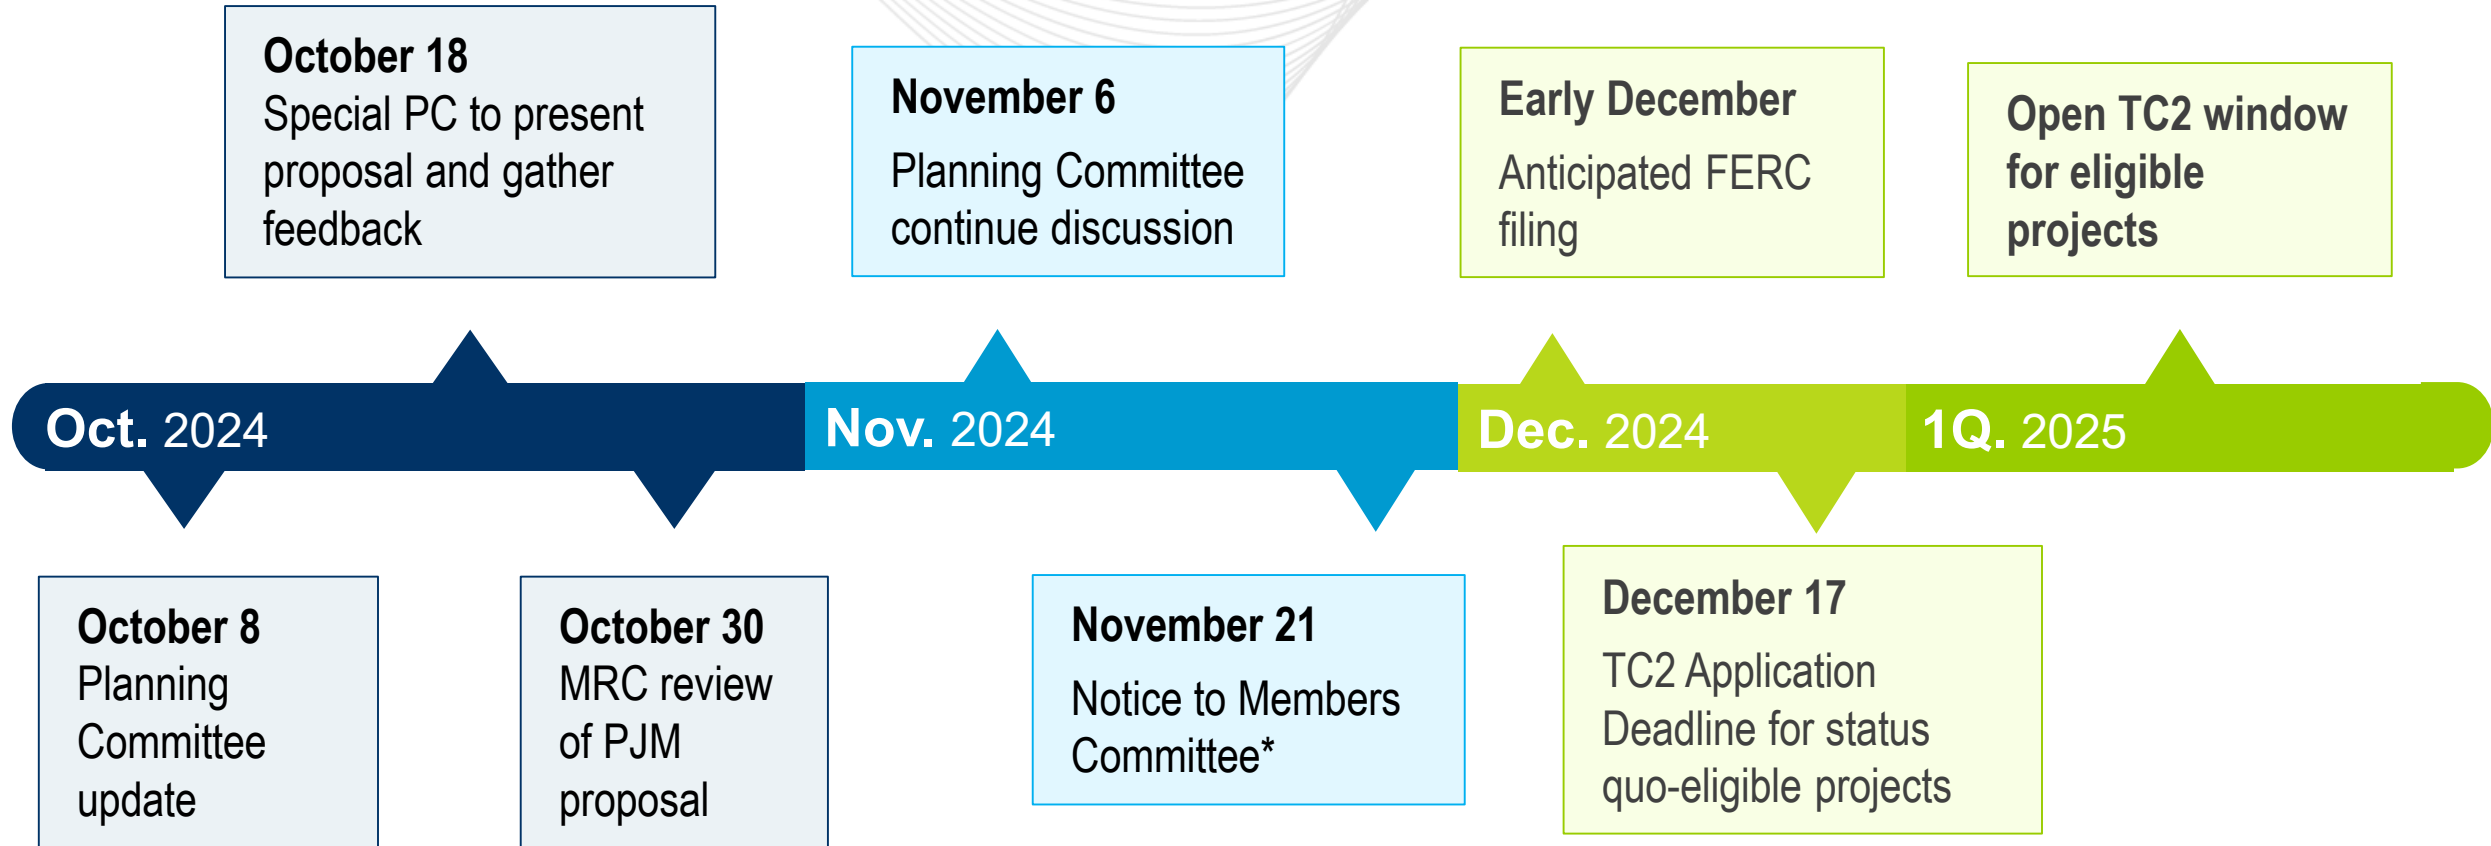 October 18
Special PC to present
proposal and gather
feedback
November 6
Planning Committee
continue discussion
Early December
Anticipated FERC
filing
Open TC2 window
for eligible
projects
Oct. 2024
Nov. 2024
Dec. 2024
1Q. 2025
October 8
Planning
Committee
update
October 30
MRC review
of PJM
proposal
November 21
Notice to Members
Committee*
December 17
TC2 Application
Deadline for status
quo-eligible projects